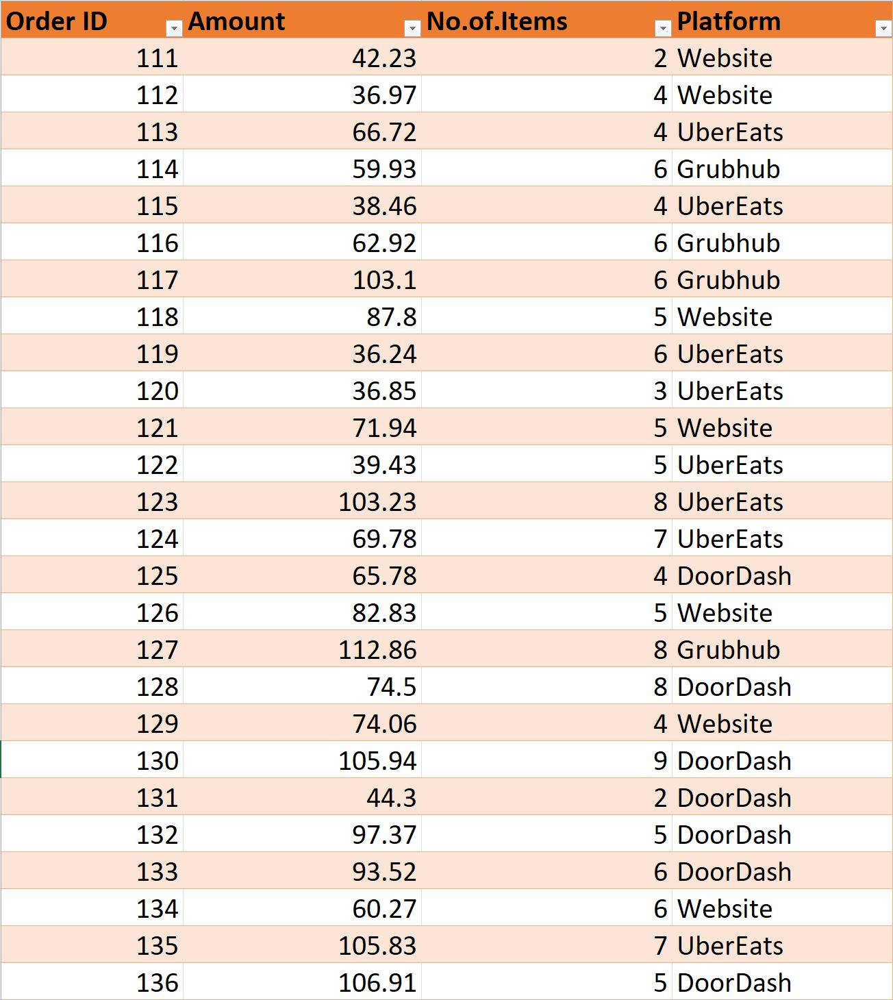 Order ID Amount No.of.Items Platform
111 42.23 2 Website
112 36.97 4 Website
113 66.72 4 UberEats
114 59.93 6 Grubhub
115 38.46 4 UberEats
116 62.92 6 Grubhub
117 103.1 6 Grubhub
118 87.8 5 Website
119 36.24 6 UberEats
120 36.85 3 UberEats
121 71.94 5 Website
122 39.43 5 UberEats
123 103.23 8 UberEats
124 69.78 7 UberEats
125 65.78 4 DoorDash
126 82.83 5 Website
127 112.86 8 Grubhub
128 74.5 8 DoorDash
129 74.06 4 Website
130 105.94 9 DoorDash
131 44.3 2 DoorDash
132 97.37 5 DoorDash
133 93.52 6 DoorDash
134 60.27 6 Website
135 105.83 7 UberEats
136 106.91 5 DoorDash